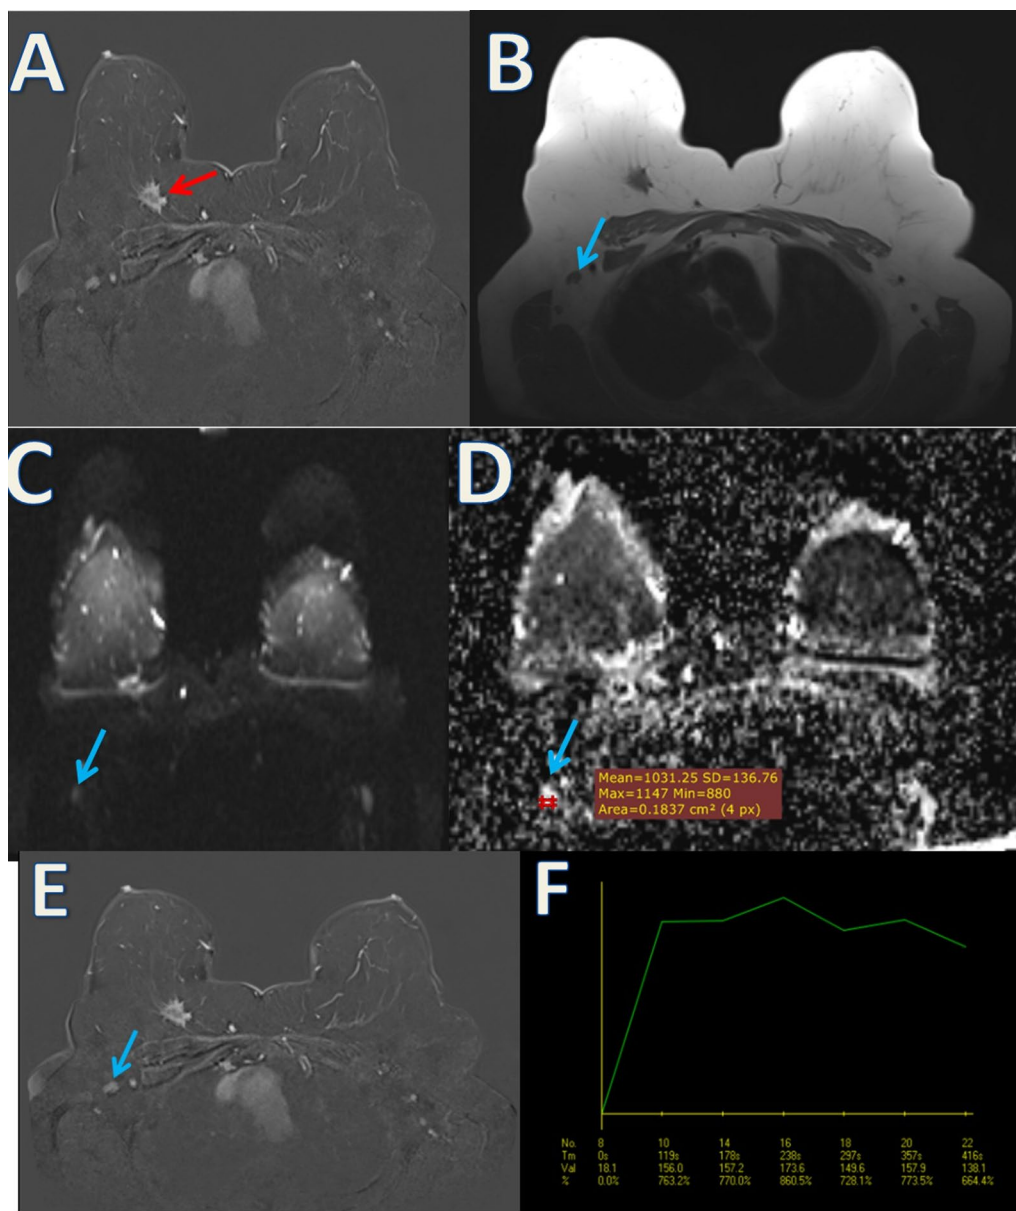 A
B
C
D
Mean=1031.25 SD=136.76
Max=1147 Min=880
Area=0.1837 cm² (4 px)
E
F
No. 8 10 14 16 18 20 22
Tm 0s 119s 178s 238s 297s 357s 416s
Val 18.1 156.0 157.2 173.6 149.6 157.9 138.1
% 0.0% 763.2% 770.0% 860.5% 728.1% 773.5% 664.4%